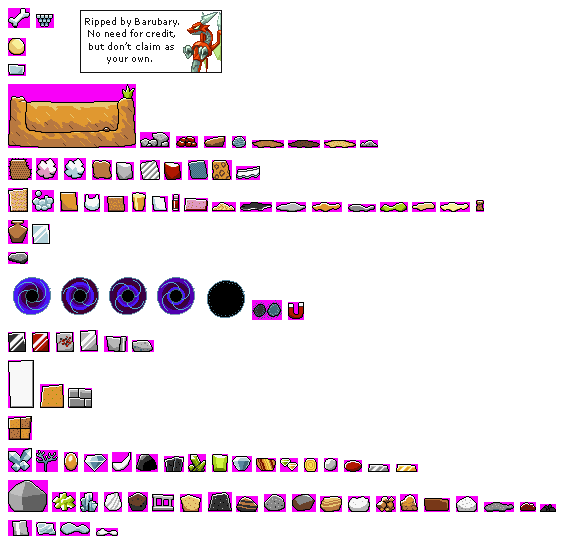 Ripped by Barubary.
No need for credit,
but don't claim as
your own.